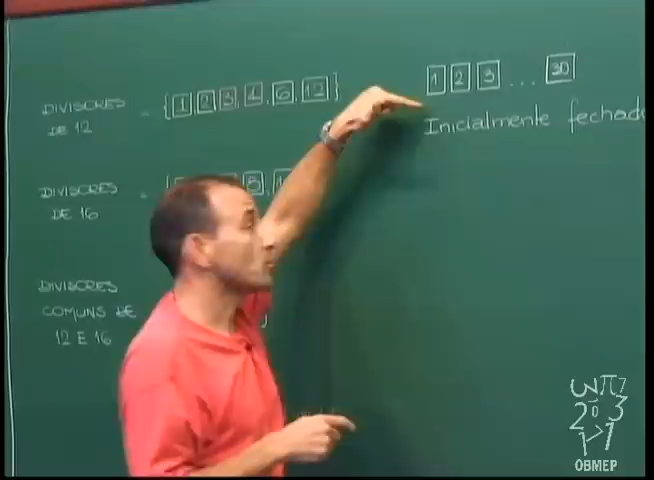 DIVISORES
DE 12 = {1, 2, 3, 4, 6, 12}
DIVISORES
DE 16 =
DIVISORES
COMUNS DE
12 E 16
1 2 3 ... 30
Inicialmente
OBMEP